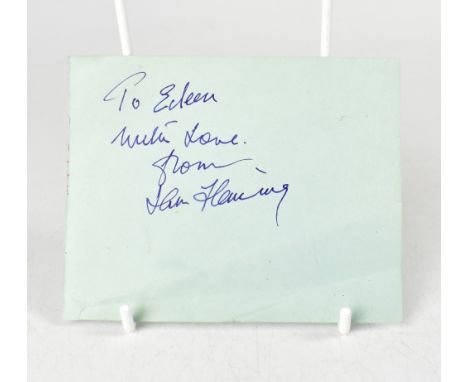 To Eileen
with Love.
from
Ian Fleming